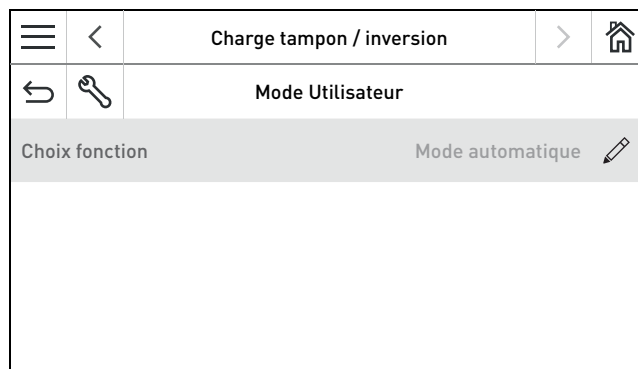 Charge tampon / inversion
Mode Utilisateur
Choix fonction Mode automatique